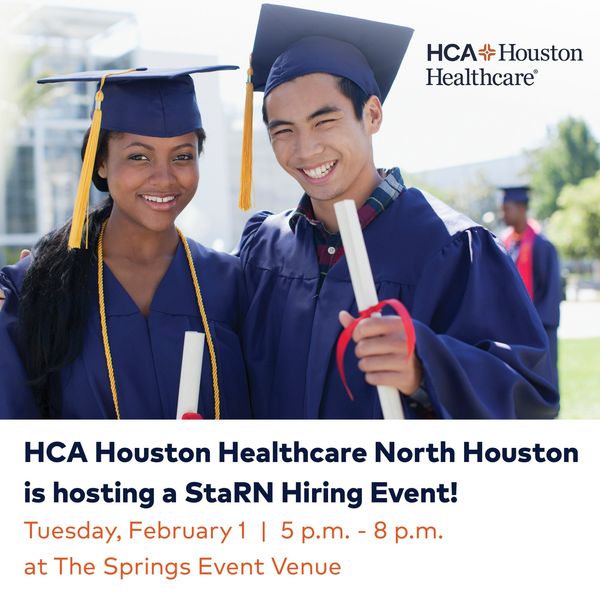 HCA Houston
Healthcare®
HCA Houston Healthcare North Houston
is hosting a StaRN Hiring Event!
Tuesday, February 1 | 5 p.m. - 8 p.m.
at The Springs Event Venue